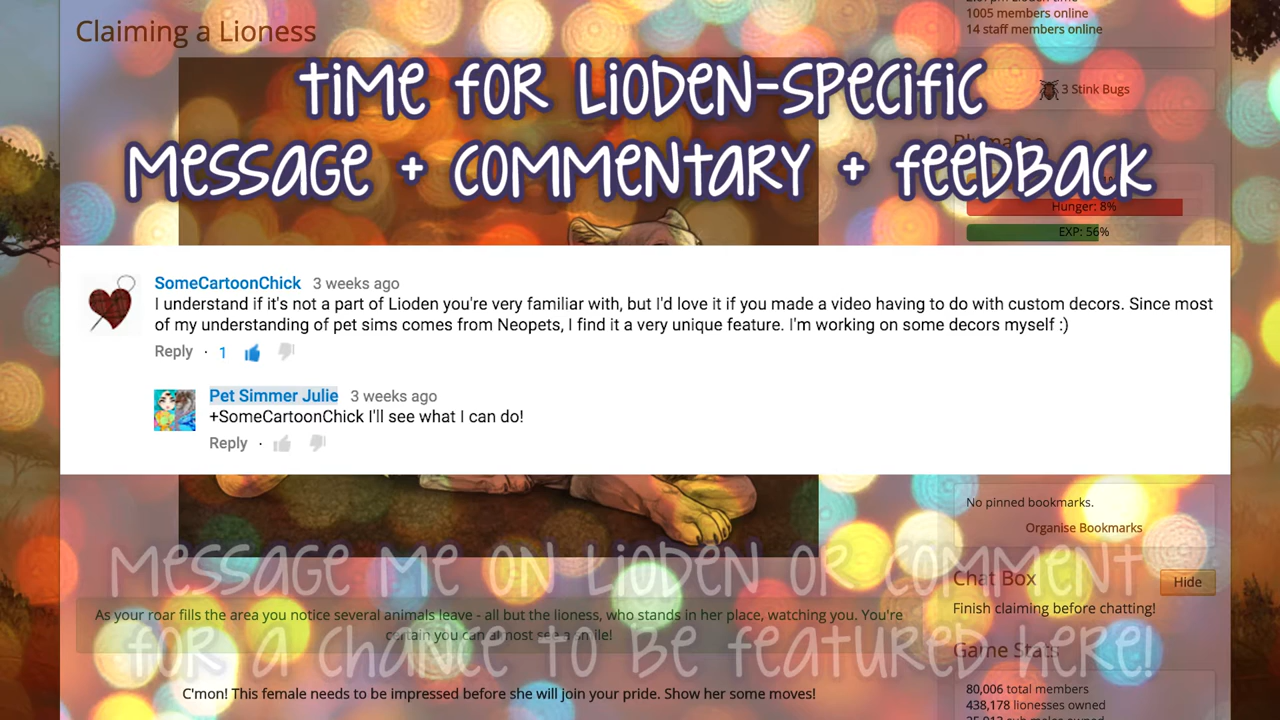 Claiming a Lioness
1005 members online
14 staff members online
TIME FOR LIODEN-SPECIFIC
MESSAGE + COMMENTARY + FEEDBACK
3 Stink Bugs
Hunger: 8%
EXP: 56%
SomeCartoonChick 3 weeks ago
I understand if it's not a part of Lioden you're very familiar with, but I'd love it if you made a video having to do with custom decors. Since most
of my understanding of pet sims comes from Neopets, I find it a very unique feature. I'm working on some decors myself :)
Reply · 1
Pet Simmer Julie 3 weeks ago
+SomeCartoonChick I'll see what I can do!
Reply ·
No pinned bookmarks.
Organise Bookmarks
MESSAGE ME ON LIODEN OR COMMENT
FOR A CHANCE TO BE FEATURED HERE!
Chat Box
Hide
Finish claiming before chatting!
As your roar fills the area you notice several animals leave - all but the lioness, who stands in her place, watching you. You're
certain you can almost see a smile!
Game Stats
C'mon! This female needs to be impressed before she will join your pride. Show her some moves!
80,006 total members
438,178 lionesses owned